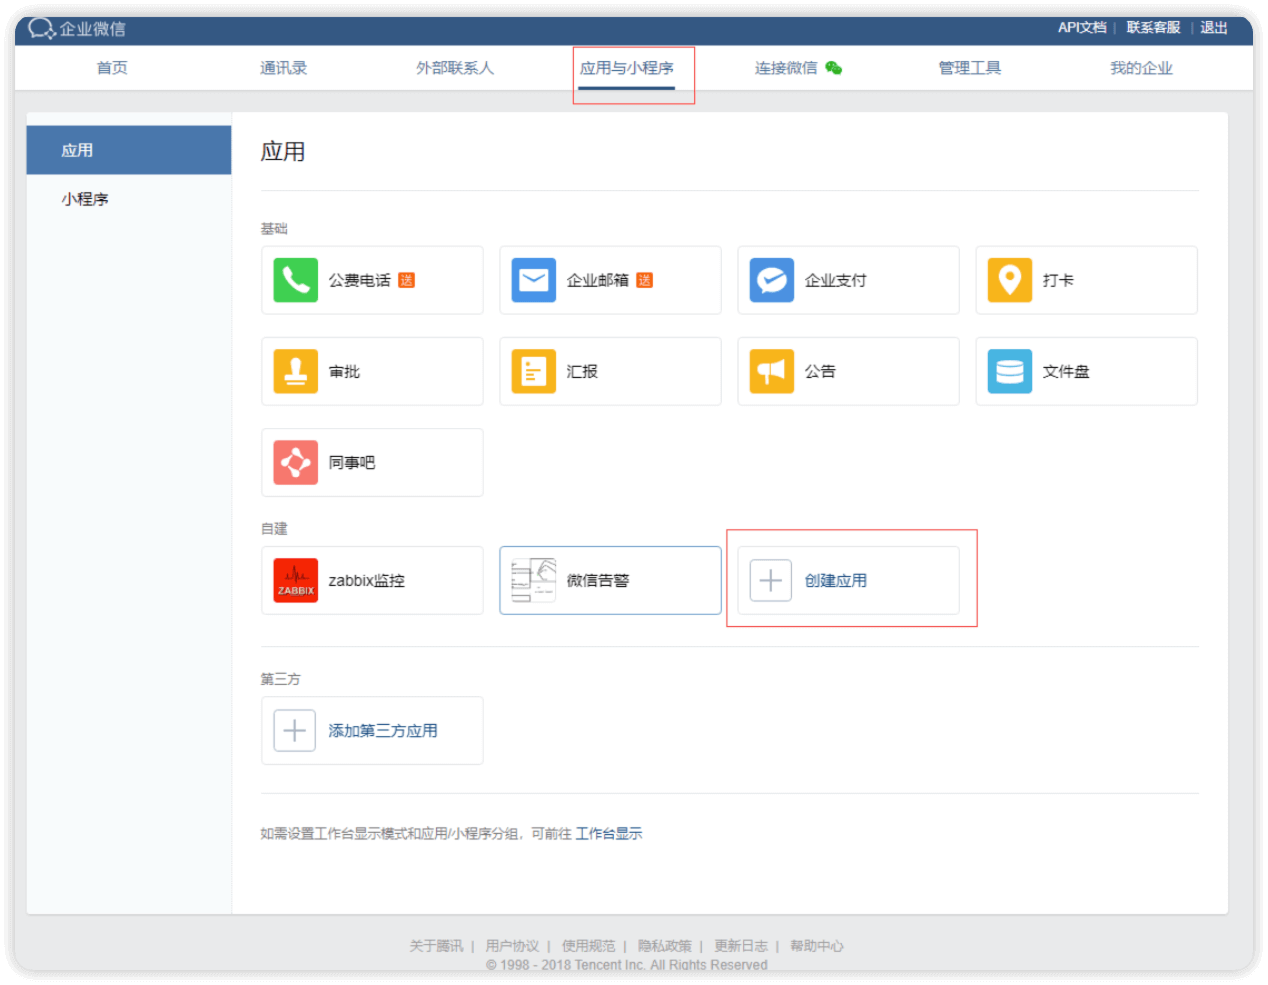 企业微信
API文档 | 联系客服 | 退出
首页 通讯录 外部联系人 应用与小程序 连接微信 管理工具 我的企业
应用
小程序
应用
基础
公费电话 送 企业邮箱 送 企业支付 打卡
审批 汇报 公告 文件盘
同事吧
自建
ZABBIX zabbix监控 微信告警 创建应用
第三方
添加第三方应用
如需设置工作台显示模式和应用/小程序分组，可前往 工作台显示
关于腾讯 | 用户协议 | 使用规范 | 隐私政策 | 更新日志 | 帮助中心
© 1998 - 2018 Tencent Inc. All Rights Reserved